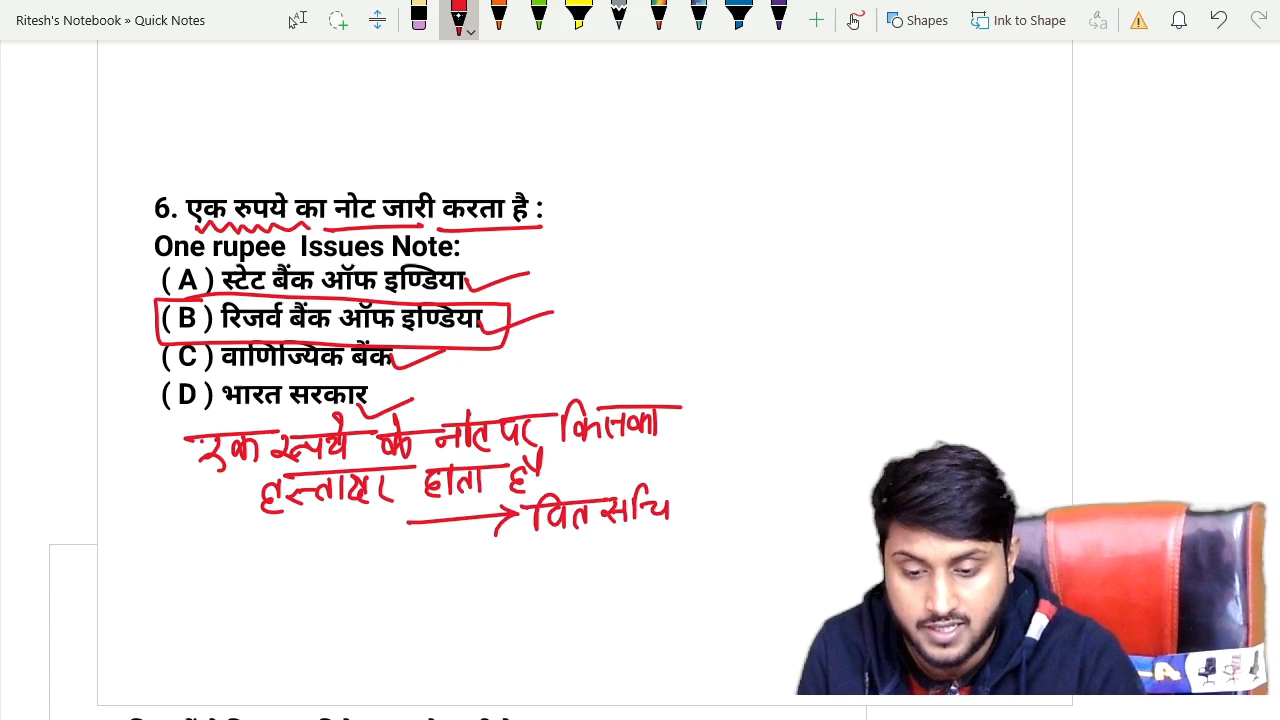 Ritesh's Notebook » Quick Notes
Shapes
Ink to Shape
6. एक रुपये का नोट जारी करता है :
One rupee Issues Note:
( A ) स्टेट बैंक ऑफ इण्डिया
( B ) रिजर्व बैंक ऑफ इण्डिया
( C ) वाणिज्यिक बेंक
( D ) भारत सरकार
एक रूपये के नोट पर किसका
हस्ताक्षर होता है
वित सचि